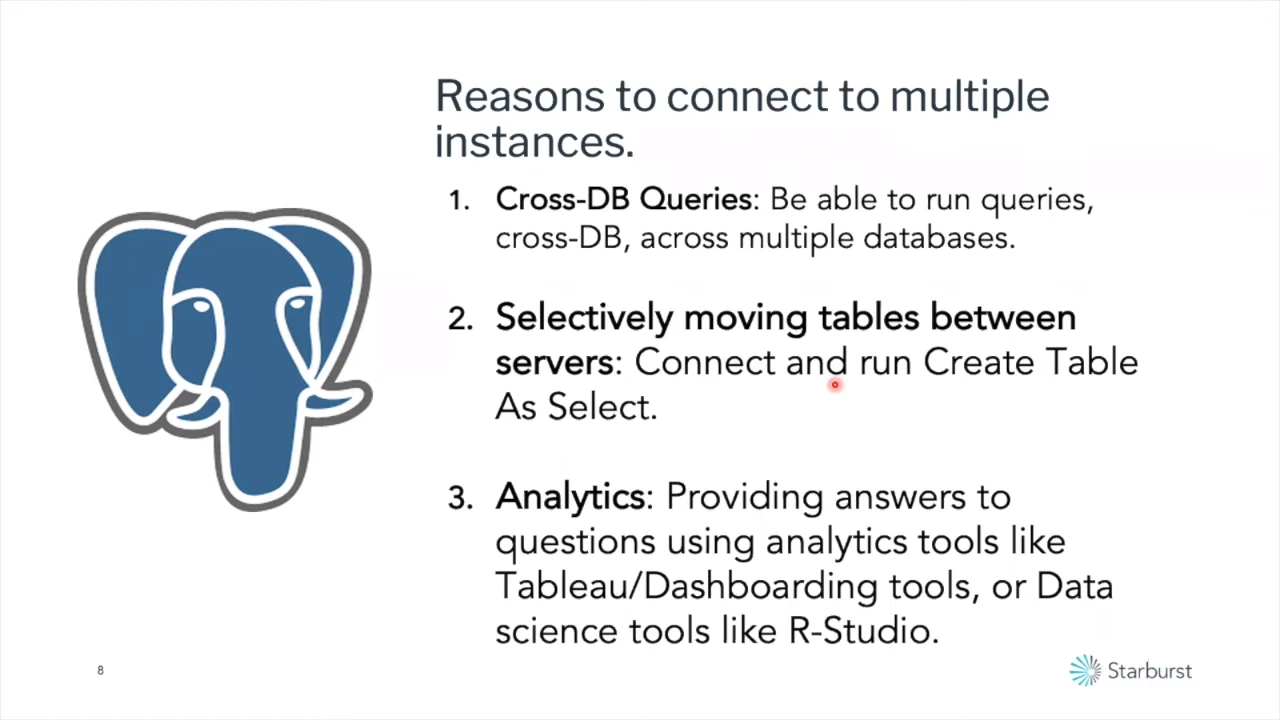 Reasons to connect to multiple
instances.
1. Cross-DB Queries: Be able to run queries,
cross-DB, across multiple databases.
2. Selectively moving tables between
servers: Connect and run Create Table
As Select.
3. Analytics: Providing answers to
questions using analytics tools like
Tableau/Dashboarding tools, or Data
science tools like R-Studio.
8
Starburst